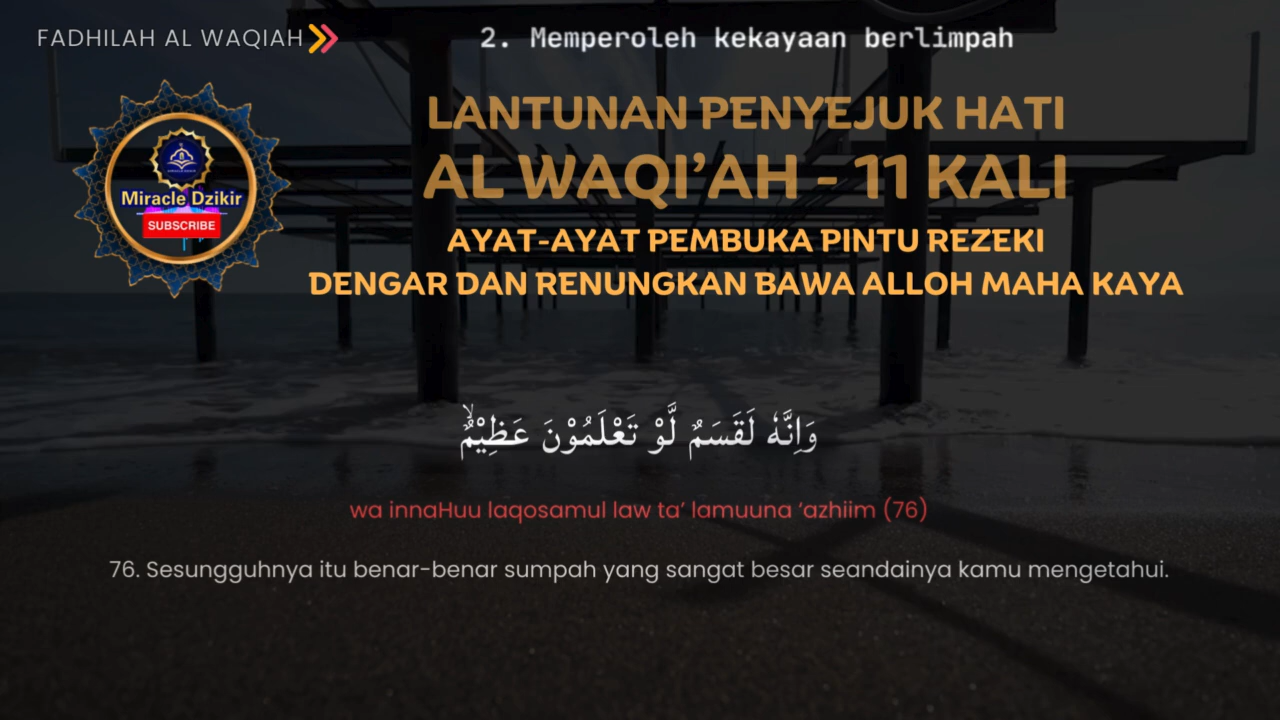 FADHILAH AL WAQIAH
2. Memperoleh kekayaan berlimpah
LANTUNAN PENYEJUK HATI
AL WAQI’AH - 11 KALI
AYAT-AYAT PEMBUKA PINTU REZEKI
DENGAR DAN RENUNGKAN BAWA ALLOH MAHA KAYA
Miracle Dzikir
SUBSCRIBE
وَاِنَّهٗ لَقَسَمٌ لَّوْ تَعْلَمُوْنَ عَظِيْمٌۙ
wa innaHuu laqosamul law ta’ lamuuna ’azhiim (76)
76. Sesungguhnya itu benar-benar sumpah yang sangat besar seandainya kamu mengetahui.